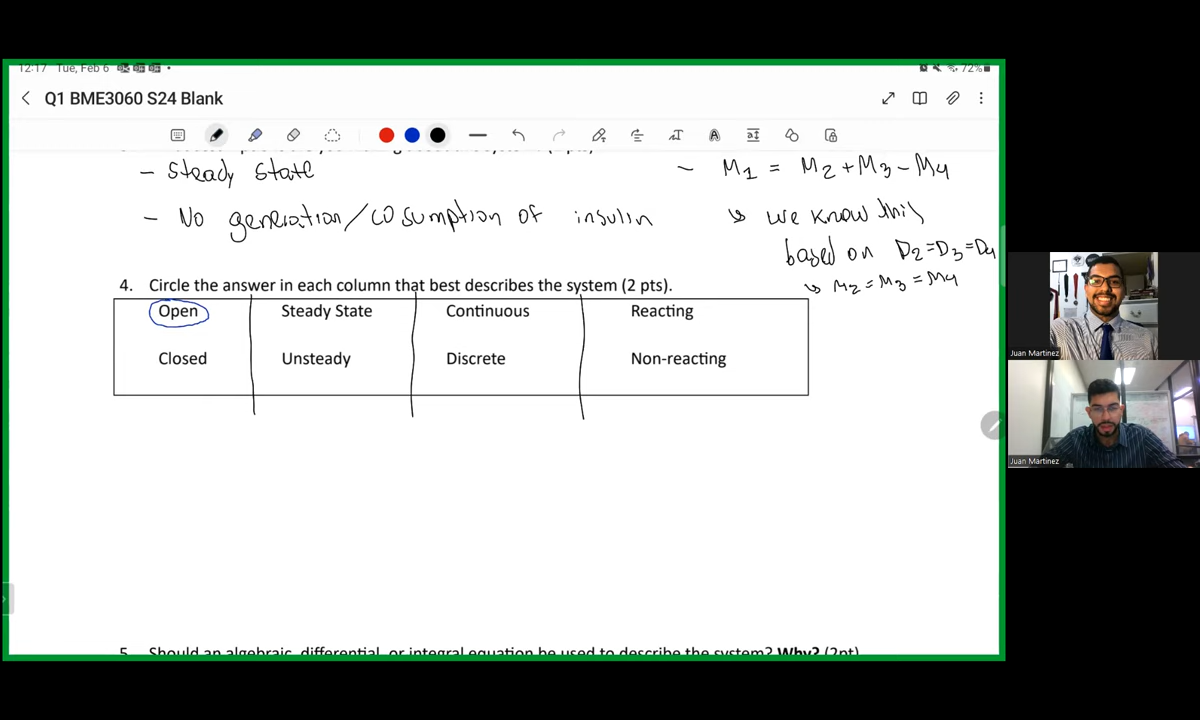 12:17 Tue, Feb 6
72%
Q1 BME3060 S24 Blank
- Steady State
- No generation/cosumption of insulin
- M1 = M2 + M3 - M4
↳ we know this
based on D2=D3=D4
↳ M2 = M3 = M4
4. Circle the answer in each column that best describes the system (2 pts).
Open Steady State Continuous Reacting
Closed Unsteady Discrete Non-reacting
5. Should an algebraic, differential, or integral equation be used to describe the system? Why? (2pt)
Juan Martinez
Juan Martinez